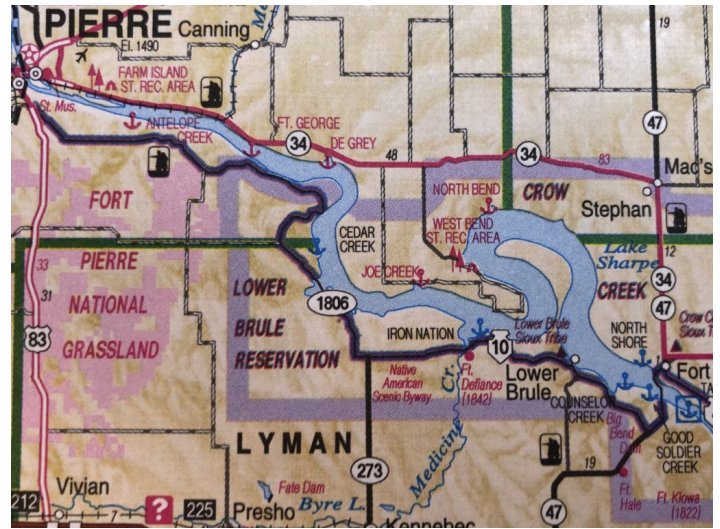 PIERRE
El. 1490
Canning
19
FARM ISLAND
ST. REC. AREA
St. Mus.
ANTELOPE
CREEK
FT. GEORGE
DE GREY
34
48
34
83
47
Mac's
FORT
NORTH BEND
CROW
Stephan
WEST BEND
ST. REC. AREA
CEDAR
CREEK
PIERRE
JOE CREEK
Lake
Sharpe
12
33
31
LOWER
1806
CREEK
34
NATIONAL
47
83
BRULE
IRON NATION
10
Lower Brule
Sioux Tribe
NORTH
SHORE
Crow C
Sioux T
GRASSLAND
RESERVATION
Native
American
Scenic Byway
Ft.
Defiance
(1842)
Lower
Brule
Fort
COUNSELOR
CREEK
Big
Bend
Dam
GOOD
SOLDIER
CREEK
LYMAN
Medicine Cr.
273
19
Ft.
Hale
Ft. Kiowa
(1822)
Vivian
Fate Dam
212
7
?
225
Presho
Byre L.
47
Kennebec